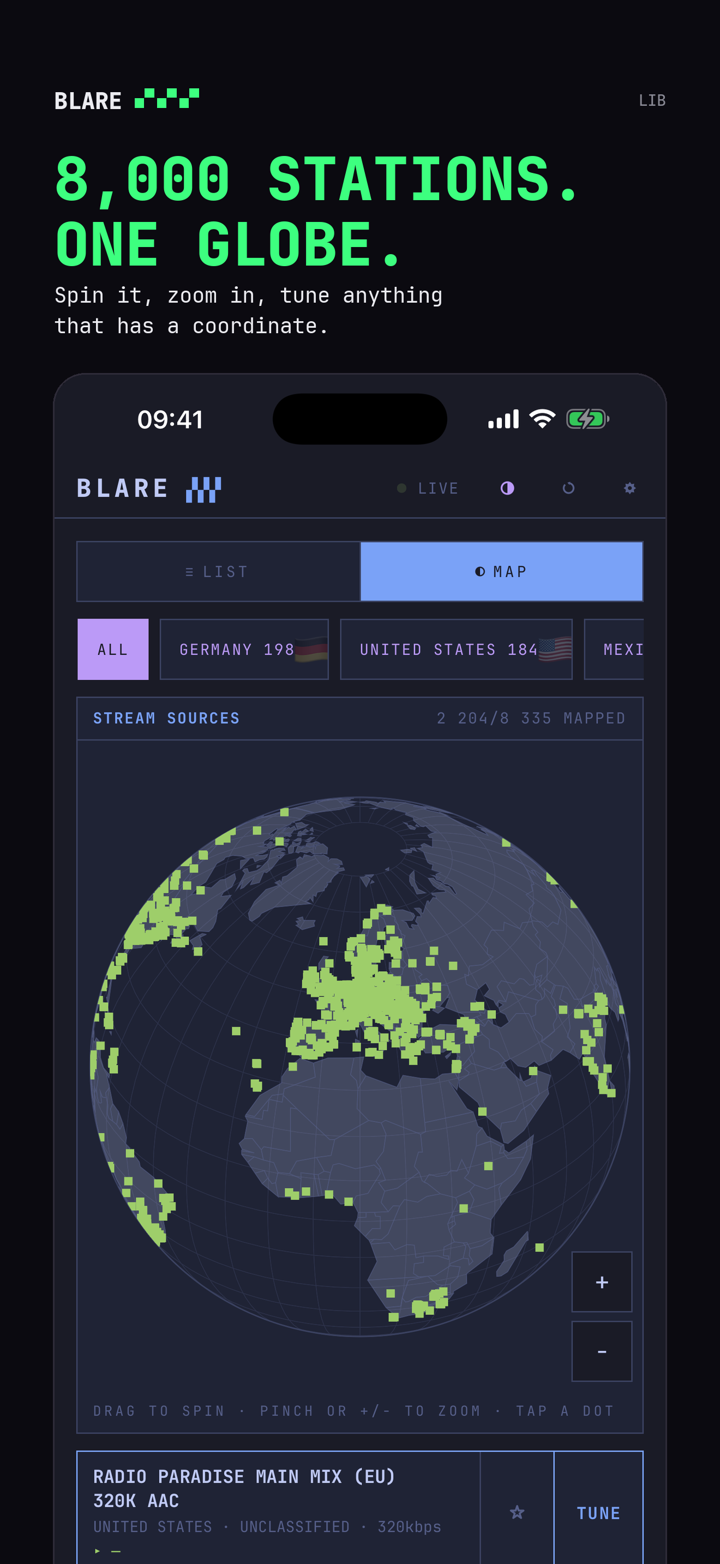 BLARE
LIB
8,000 STATIONS.
ONE GLOBE.
Spin it, zoom in, tune anything
that has a coordinate.
09:41
BLARE
LIVE
LIST
MAP
ALL
GERMANY 198
UNITED STATES 184
MEXI
STREAM SOURCES
2 204/8 335 MAPPED
+
-
DRAG TO SPIN · PINCH OR +/- TO ZOOM · TAP A DOT
RADIO PARADISE MAIN MIX (EU)
320K AAC
UNITED STATES · UNCLASSIFIED · 320kbps
TUNE